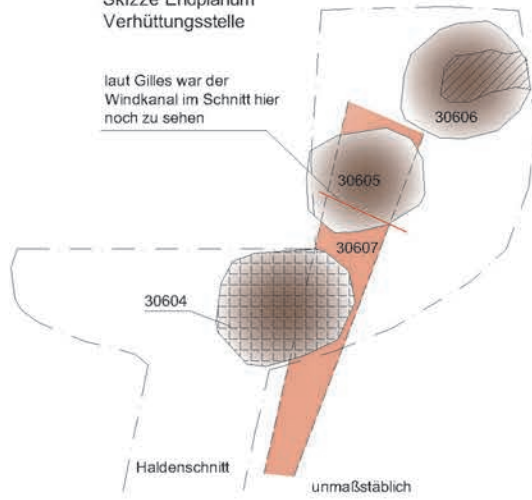 Skizze Endplanum
Verhüttungsstelle
laut Gilles war der
Windkanal im Schnitt hier
noch zu sehen
30606
30605
30607
30604
Haldenschnitt
unmaßstäblich